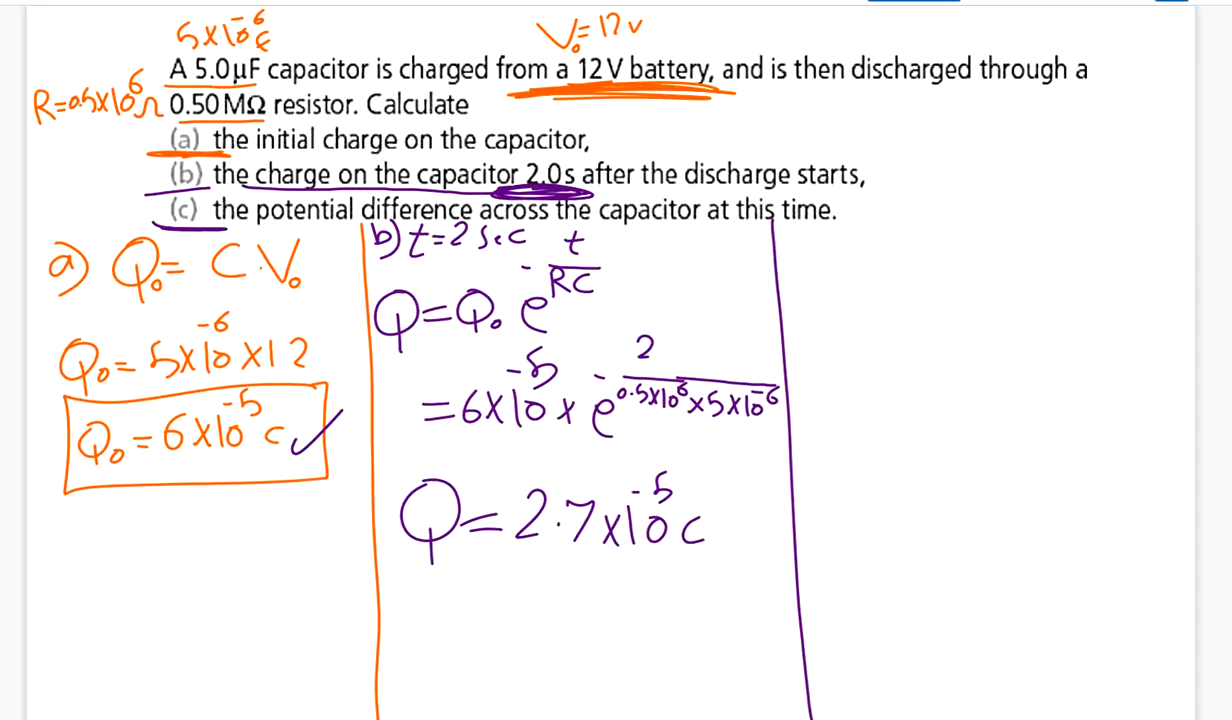 5×10⁻⁶ F
V₀=12v
A 5.0μF capacitor is charged from a 12V battery, and is then discharged through a
R=0.5×10⁶Ω
0.50MΩ resistor. Calculate
(a) the initial charge on the capacitor,
(b) the charge on the capacitor 2.0s after the discharge starts,
(c) the potential difference across the capacitor at this time.
a) Q₀= C.V₀
Q₀= 5×10⁻⁶×12
Q₀=6×10⁻⁵c✓
b) t=2 sec
Q=Q₀ e^(-t/RC)
=6×10⁻⁵ × e^(-2/0.5×10⁶×5×10⁻⁶)
Q=2.7×10⁻⁵c